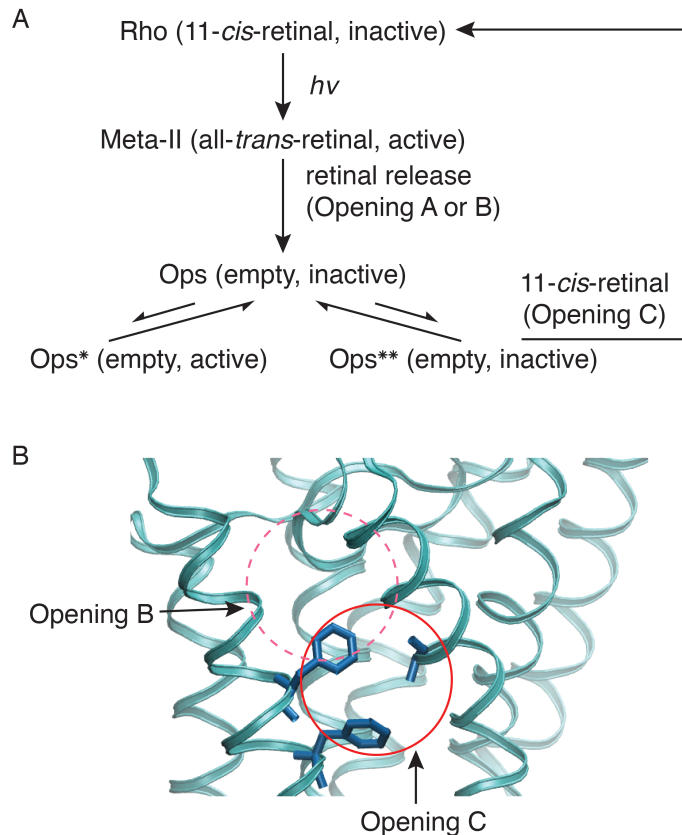 A
Rho (11-cis-retinal, inactive)
hv
Meta-II (all-trans-retinal, active)
retinal release
(Opening A or B)
Ops (empty, inactive)
11-cis-retinal
(Opening C)
Ops* (empty, active)
Ops** (empty, inactive)
B
Opening B
Opening C